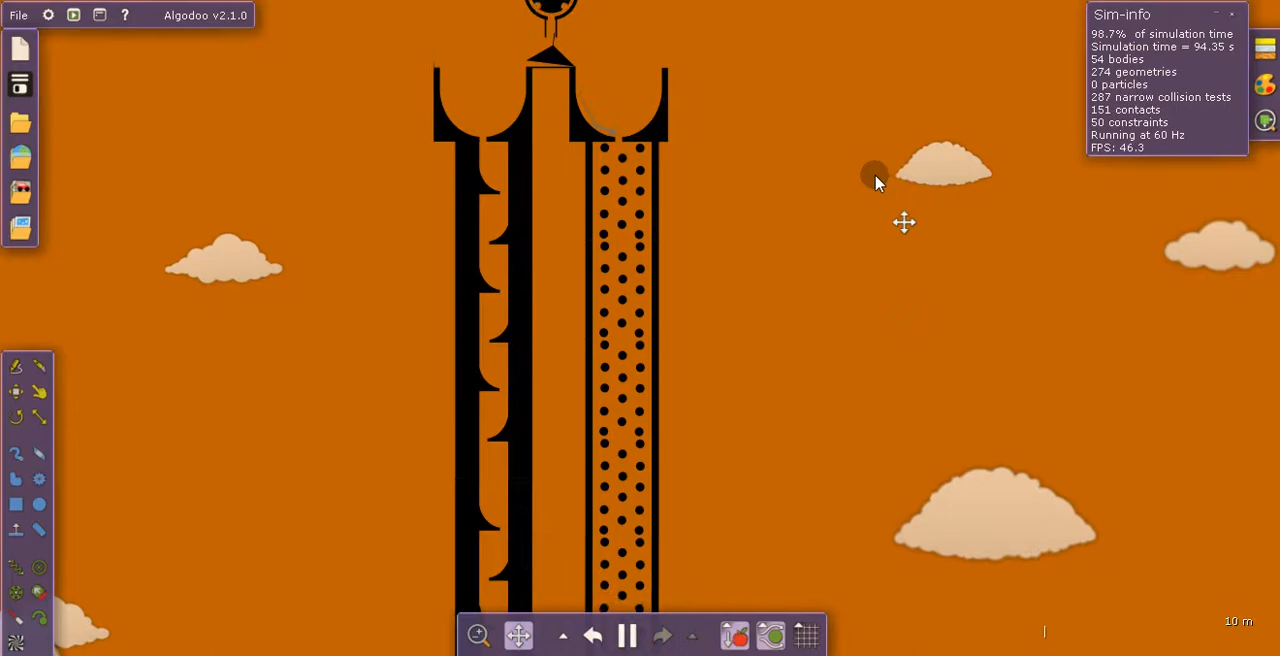 File ? Algodoo v2.1.0
Sim-info
98.7% of simulation time
Simulation time = 94.35 s
54 bodies
274 geometries
0 particles
287 narrow collision tests
151 contacts
50 constraints
Running at 60 Hz
FPS: 46.3
10 m